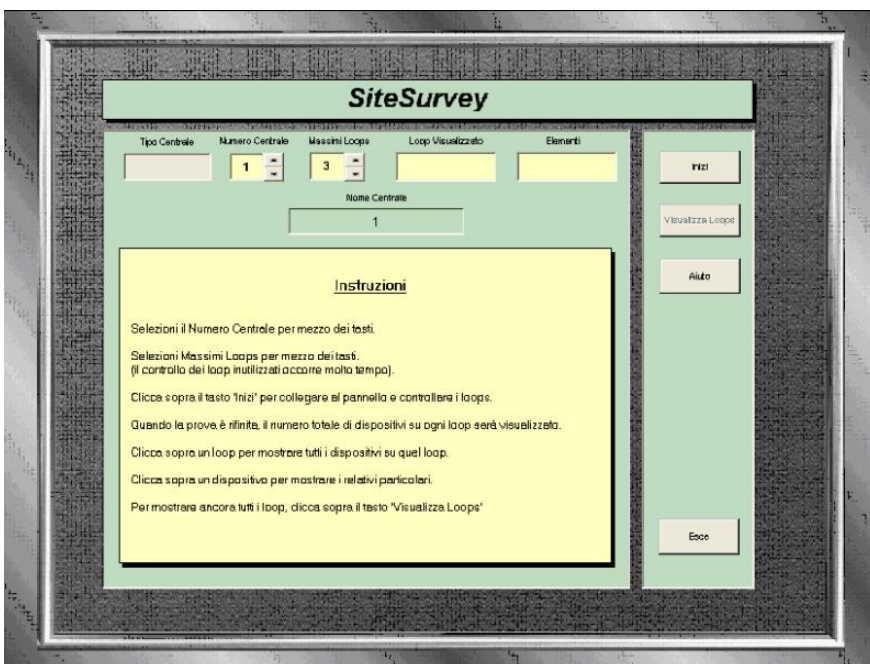 SiteSurvey
Tipo Centrale Numero Centrale Massimi Loops Loop Visualizzato Elementi
1 3
Inizi
Nome Centrale
1
Visualizza Loops
Aiuto
Instruzioni
Selezioni il Numero Centrale per mezzo dei tasti.
Selezioni Massimi Loops per mezzo dei tasti.
(il controllo dei loop inutilizzati occorre molto tempo).
Clicca sopra il tasto 'Inizi' per collegare al pannello e controllare i loops.
Quando la prova è rifinita, il numero totale di dispositivi su ogni loop sarà visualizzato.
Clicca sopra un loop per mostrare tutti i dispositivi su quel loop.
Clicca sopra un dispositivo per mostrare i relativi particolari.
Per mostrare ancora tutti i loop, clicca sopra il tasto 'Visualizza Loops'
Esce